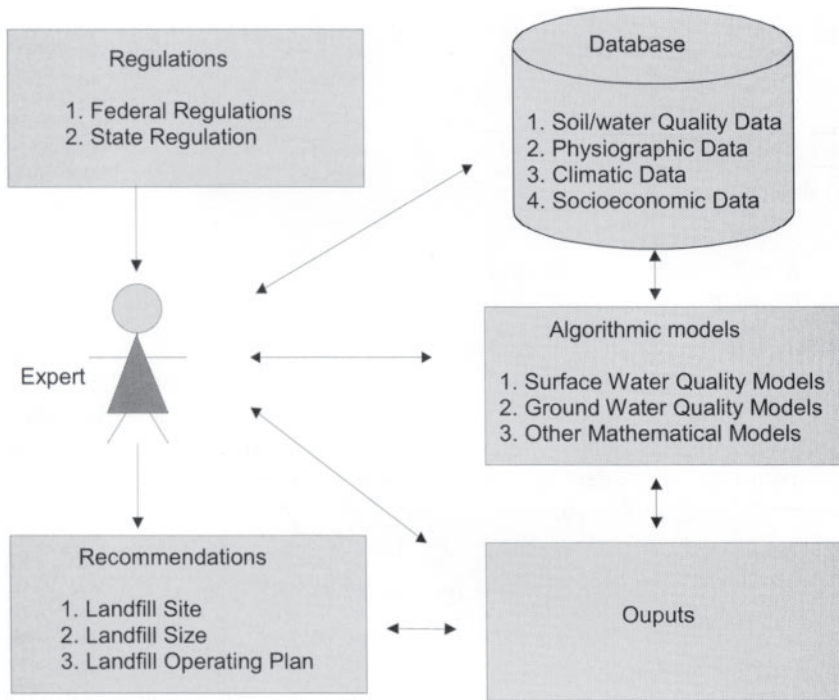 Regulations
1. Federal Regulations
2. State Regulation
Database
1. Soil/water Quality Data
2. Physiographic Data
3. Climatic Data
4. Socioeconomic Data
Expert
Algorithmic models
1. Surface Water Quality Models
2. Ground Water Quality Models
3. Other Mathematical Models
Recommendations
1. Landfill Site
2. Landfill Size
3. Landfill Operating Plan
Ouputs